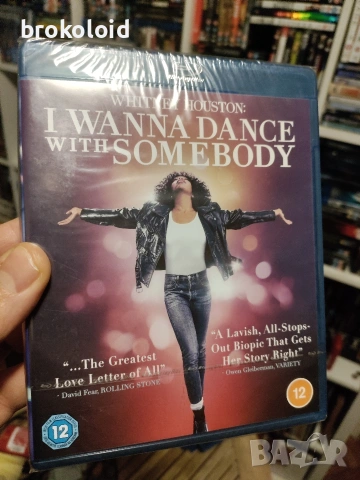 brokoloid
WHITNEY HOUSTON:
I WANNA DANCE
WITH SOMEBODY
“...The Greatest
Love Letter of All”
- David Fear, ROLLING STONE
“A Lavish, All-Stops-
Out Biopic That Gets
Her Story Right”
Owen Gleiberman, VARIETY
12
12
BAZAR